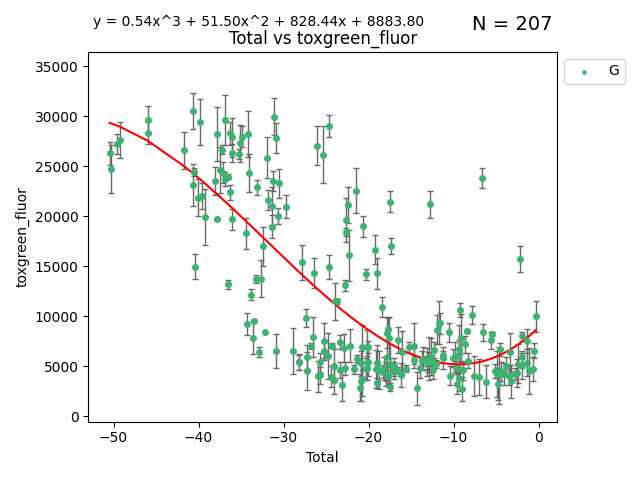 y = 0.54x^3 + 51.50x^2 + 828.44x + 8883.80
N = 207
Total vs toxgreen_fluor
G
35000
30000
25000
20000
15000
10000
5000
0
toxgreen_fluor
−50 −40 −30 −20 −10 0
Total